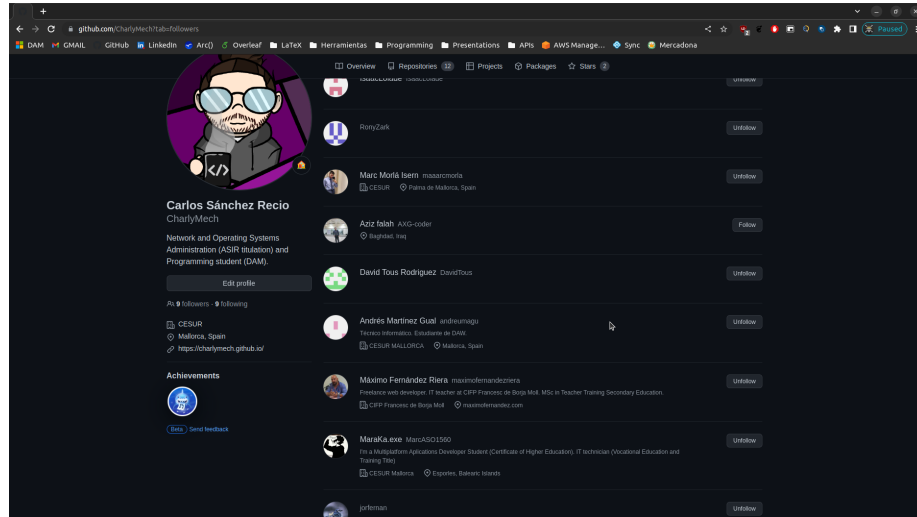 github.com/CharlyMech?tab=followers
Paused
DAM GMAIL GitHub LinkedIn Arc() Overleaf LaTeX Herramientas Programming Presentations APIs AWS Manage... Sync Mercadona
Overview Repositories 12 Projects Packages Stars 2
Unfollow
RonyZark
Unfollow
Marc Morlá Isern maaarcmorla
CESUR Palma de Mallorca, Spain
Unfollow
Aziz falah AXG-coder
Baghdad, Iraq
Follow
David Tous Rodriguez DavidTous
Unfollow
Andrés Martínez Gual andreumagu
Técnico Informático. Estudiante de DAW.
CESUR MALLORCA Mallorca, Spain
Unfollow
Máximo Fernández Riera maximofernandezriera
Freelance web developer. IT teacher at CIFP Francesc de Borja Moll. MSc in Teacher Training Secondary Education.
CIFP Francesc de Borja Moll maximofernandez.com
Unfollow
MaraKa.exe MarcASO1560
I'm a Multiplatform Aplications Developer Student (Certificate of Higher Education). IT technician (Vocational Education and
Training Title)
CESUR Mallorca Esporles, Balearic Islands
Unfollow
jorfernan
Unfollow
</>
Carlos Sánchez Recio
CharlyMech
Network and Operating Systems
Administration (ASIR titulation) and
Programming student (DAM).
Edit profile
9 followers · 9 following
CESUR
Mallorca, Spain
https://charlymech.github.io/
Achievements
Beta Send feedback